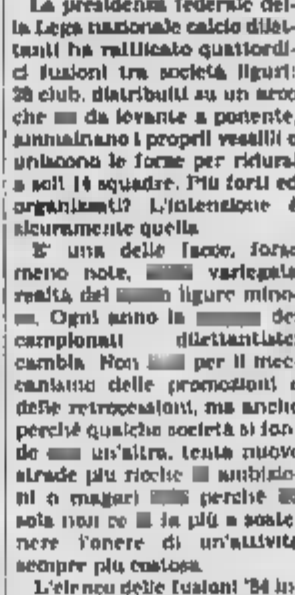 La presidenza federale del-
la Lega nazionale calcio dilet-
tanti ha ratificato quattordi-
ci fusioni tra società liguri:
28 club, distribuiti su un arco
che da levante a ponente,
ammainano i propri vessilli e
uniscono le forze per ridursi
a soli 14 squadre. Più forti ed
organizzati? L'intenzione è
sicuramente quella
E' una delle facce, forse
meno note, variegata
realtà del ligure mino-
Ogni anno la de
campionati dilettantistic
cambia Non per il mec-
canismo delle promozioni e
delle retrocessioni, ma anche
perché qualche società si fon-
de un'altra, tenta nuove
strade più ricche ambizio-
ni o magari perché
sola non ce la più a soste-
nere l'onere di un'attività
sempre più costosa
L'elenco delle fusioni '94 in-